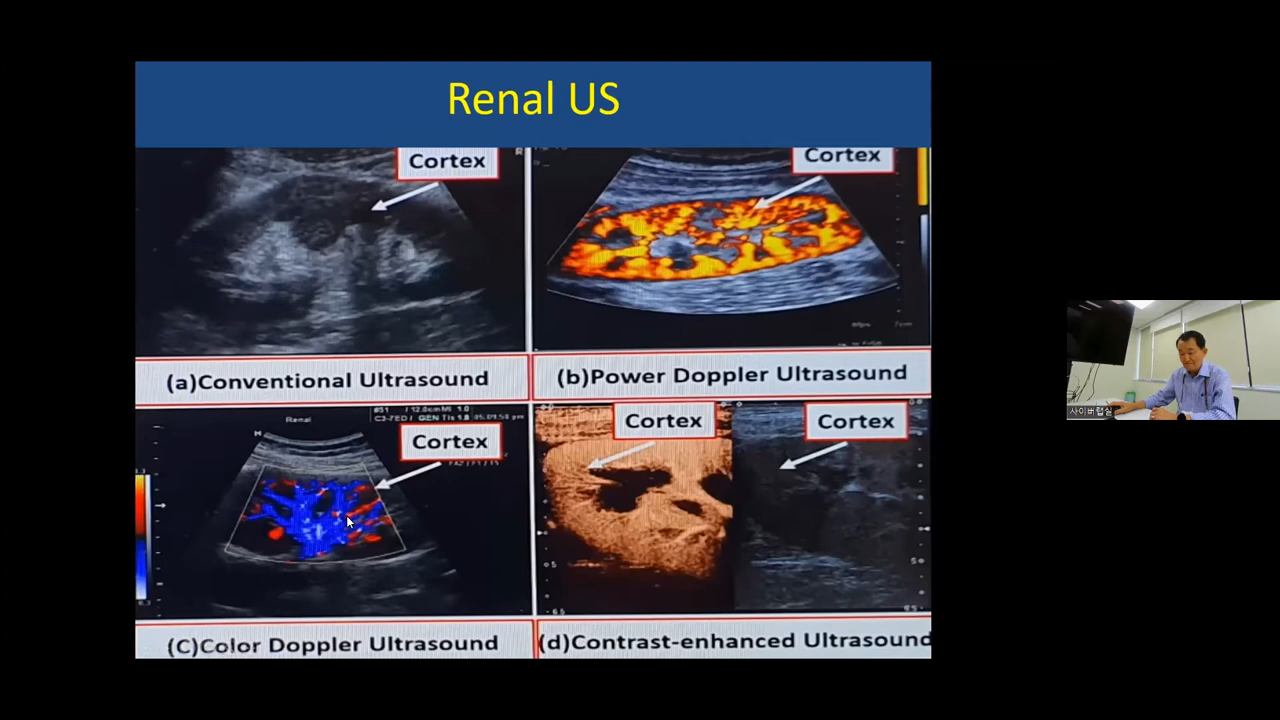 Renal US
Cortex
Cortex
(a)Conventional Ultrasound
(b)Power Doppler Ultrasound
Renal
Cortex
Cortex
Cortex
(C)Color Doppler Ultrasound
(d)Contrast-enhanced Ultrasound
사이버랩실